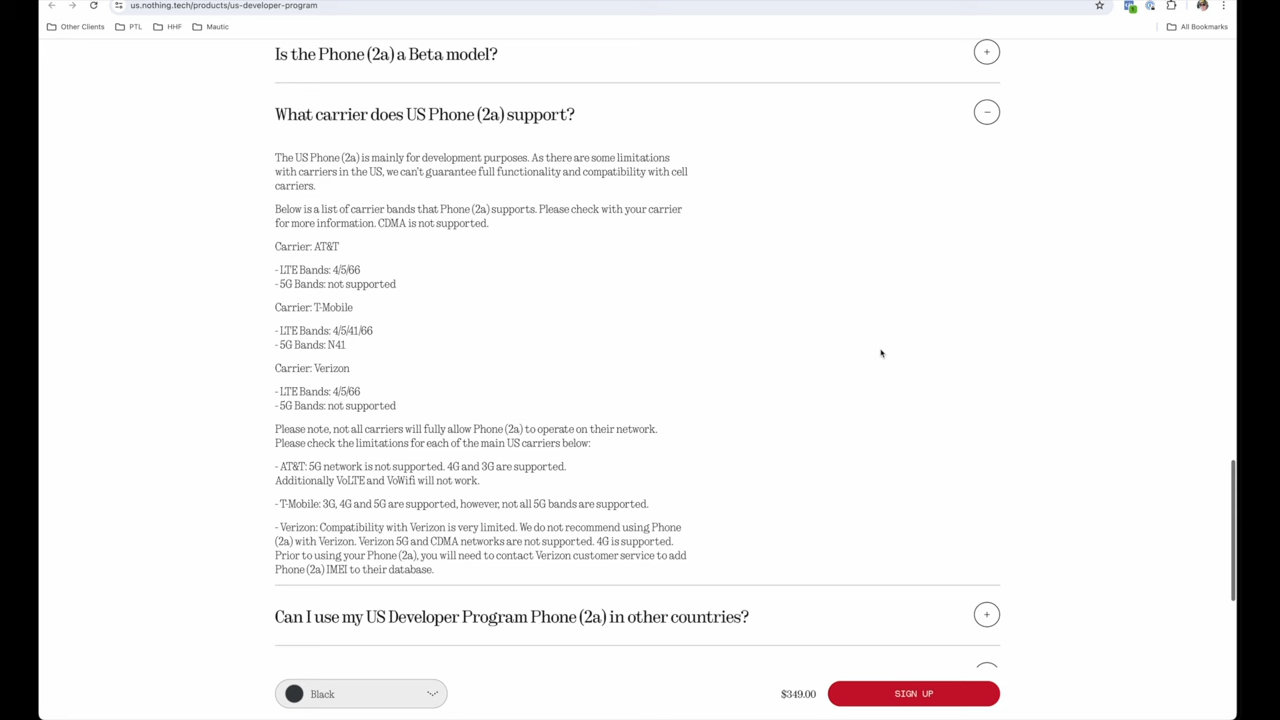 us.nothing.tech/products/us-developer-program
Other Clients
PTL
HHF
Mautic
All Bookmarks
Is the Phone (2a) a Beta model?
What carrier does US Phone (2a) support?
The US Phone (2a) is mainly for development purposes. As there are some limitations
with carriers in the US, we can't guarantee full functionality and compatibility with cell
carriers.
Below is a list of carrier bands that Phone (2a) supports. Please check with your carrier
for more information. CDMA is not supported.
Carrier: AT&T
- LTE Bands: 4/5/66
- 5G Bands: not supported
Carrier: T-Mobile
- LTE Bands: 4/5/41/66
- 5G Bands: N41
Carrier: Verizon
- LTE Bands: 4/5/66
- 5G Bands: not supported
Please note, not all carriers will fully allow Phone (2a) to operate on their network.
Please check the limitations for each of the main US carriers below:
- AT&T: 5G network is not supported. 4G and 3G are supported.
Additionally VoLTE and VoWifi will not work.
- T-Mobile: 3G, 4G and 5G are supported, however, not all 5G bands are supported.
- Verizon: Compatibility with Verizon is very limited. We do not recommend using Phone
(2a) with Verizon. Verizon 5G and CDMA networks are not supported. 4G is supported.
Prior to using your Phone (2a), you will need to contact Verizon customer service to add
Phone (2a) IMEI to their database.
Can I use my US Developer Program Phone (2a) in other countries?
Black
$349.00
SIGN UP